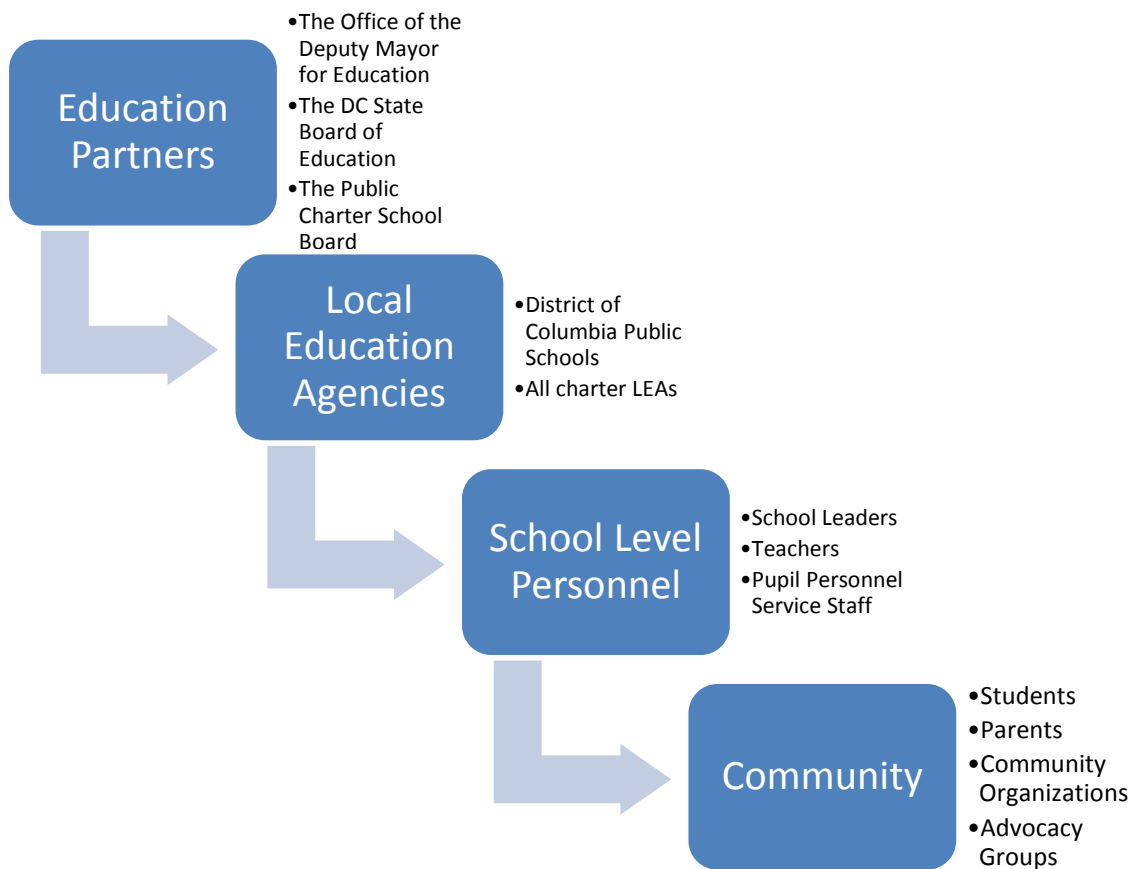 Education
Partners
•The Office of the
Deputy Mayor
for Education
•The DC State
Board of
Education
•The Public
Charter School
Board
Local
Education
Agencies
•District of
Columbia Public
Schools
•All charter LEAs
School Level
Personnel
•School Leaders
•Teachers
•Pupil Personnel
Service Staff
Community
•Students
•Parents
•Community
Organizations
•Advocacy
Groups